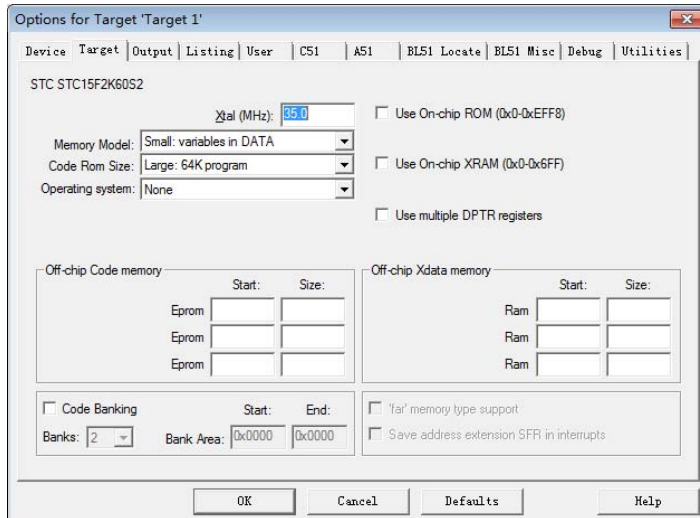 Options for Target 'Target 1'
Device Target Output Listing User C51 A51 BL51 Locate BL51 Misc Debug Utilities
STC STC15F2K60S2
Xtal (MHz): 35.0
Use On-chip ROM (0x0-0xEFF8)
Memory Model: Small: variables in DATA
Code Rom Size: Large: 64K program
Use On-chip XRAM (0x0-0x6FF)
Operating system: None
Use multiple DPTR registers
Off-chip Code memory
Start: Size:
Eprom
Eprom
Eprom
Off-chip Xdata memory
Start: Size:
Ram
Ram
Ram
Code Banking Start: End:
Banks: 2 Bank Area: 0x0000 0x0000
'far' memory type support
Save address extension SFR in interrupts
OK Cancel Defaults Help